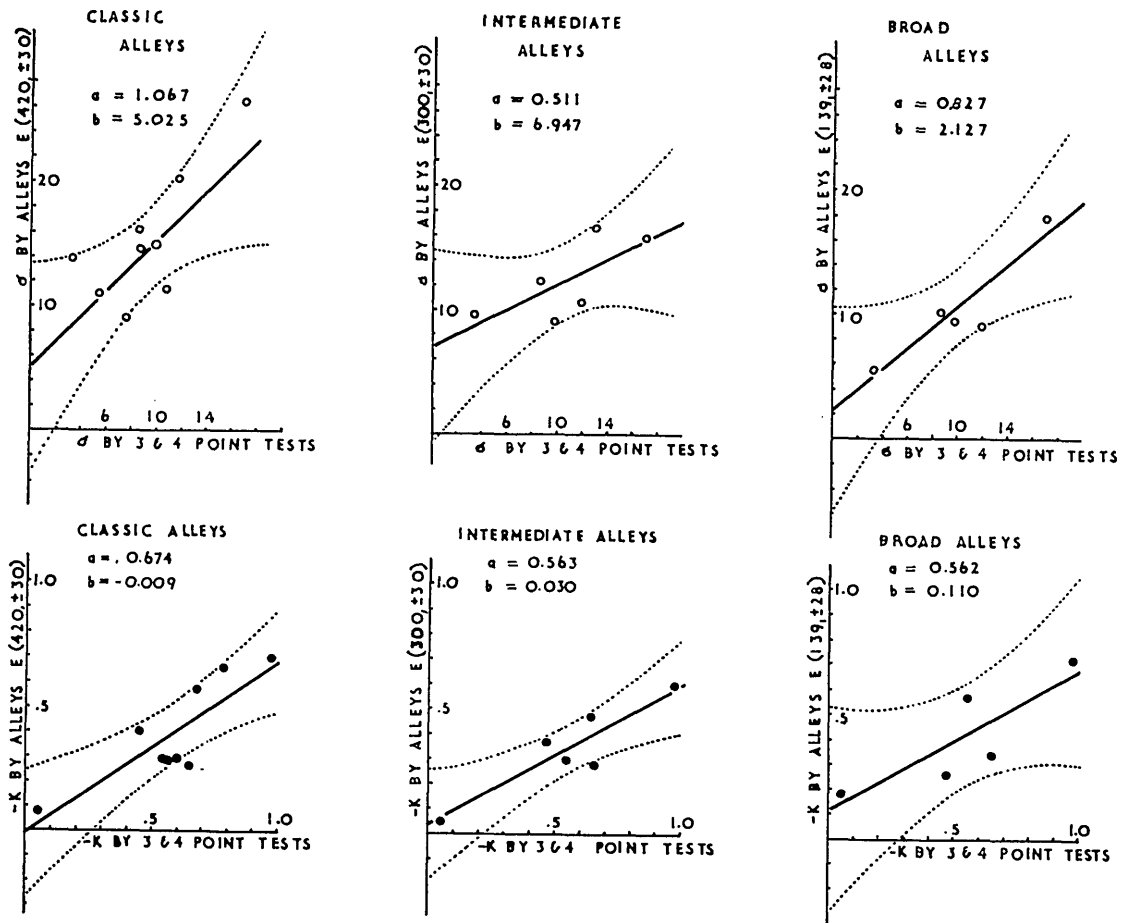 CLASSIC
ALLEYS
a = 1.067
b = 5.025
σ BY ALLEYS E (420,±30)
20
10
6 10 14
σ BY 3 & 4 POINT TESTS
INTERMEDIATE
ALLEYS
a = 0.511
b = 6.947
σ BY ALLEYS E (300,±30)
20
10
6 10 14
σ BY 3 & 4 POINT TESTS
BROAD
ALLEYS
a = 0.827
b = 2.127
σ BY ALLEYS E (139,±28)
20
10
6 10 14
σ BY 3 & 4 POINT TESTS
CLASSIC ALLEYS
a = . 0.674
b = -0.009
-K BY ALLEYS E (420,±30)
1.0
.5
.5 1.0
-K BY 3 & 4 POINT TESTS
INTERMEDIATE ALLEYS
a = 0.563
b = 0.030
-K BY ALLEYS E (300,±30)
1.0
.5
.5 1.0
-K BY 3 & 4 POINT TESTS
BROAD ALLEYS
a = 0.562
b = 0.110
-K BY ALLEYS E (139,±28)
1.0
.5
.5 1.0
-K BY 3 & 4 POINT TESTS